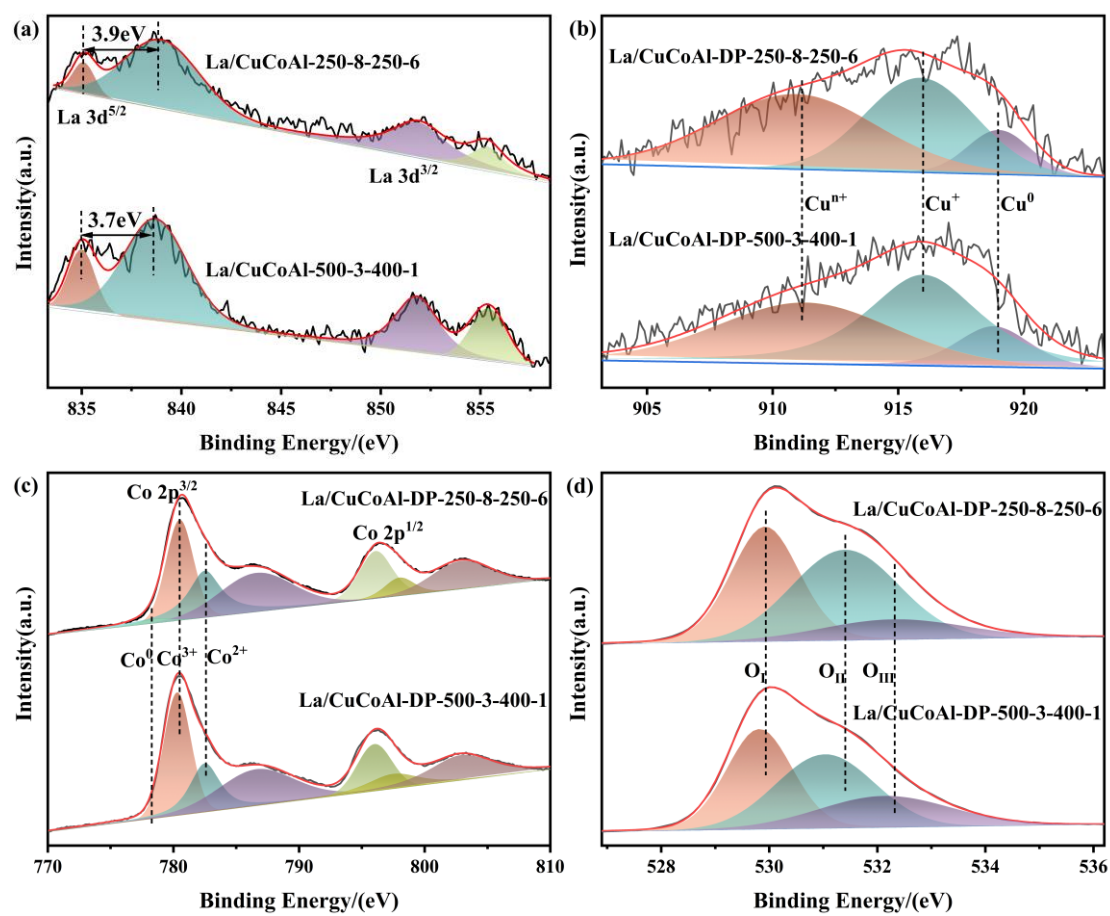 (a)
3.9eV
La/CuCoAl-250-8-250-6
La 3d5/2
La 3d3/2
3.7eV
La/CuCoAl-500-3-400-1
Intensity(a.u.)
835 840 845 850 855
Binding Energy/(eV)
(b)
La/CuCoAl-DP-250-8-250-6
Cun+ Cu+ Cu0
La/CuCoAl-DP-500-3-400-1
Intensity(a.u.)
905 910 915 920
Binding Energy/(eV)
(c)
Co 2p3/2
La/CuCoAl-DP-250-8-250-6
Co 2p1/2
Co0 Co3+ Co2+
La/CuCoAl-DP-500-3-400-1
Intensity(a.u.)
770 780 790 800 810
Binding Energy/(eV)
(d)
La/CuCoAl-DP-250-8-250-6
OI OII OIII
La/CuCoAl-DP-500-3-400-1
Intensity(a.u.)
528 530 532 534 536
Binding Energy/(eV)